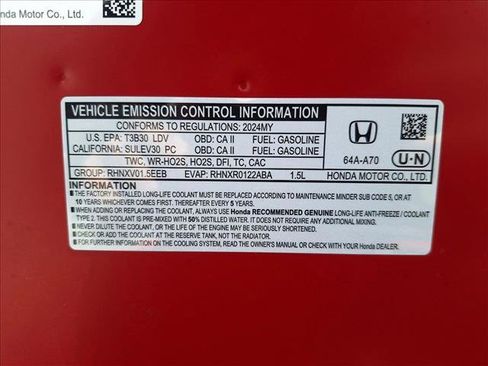 nda Motor Co., Ltd.
VEHICLE EMISSION CONTROL INFORMATION
CONFORMS TO REGULATIONS: 2024MY
U.S. EPA: T3B30 LDV OBD: CA II FUEL: GASOLINE
CALIFORNIA: SULEV30 PC OBD: CA II FUEL: GASOLINE
TWC, WR-HO2S, HO2S, DFI, TC, CAC
GROUP: RHNXV01.5EEB EVAP: RHNXR0122ABA 1.5L
64A-A70 U·N
HONDA MOTOR CO., LTD.
INFORMATION
■ THE FACTORY INSTALLED LONG-LIFE COOLANT MUST BE REPLACED ACCORDING TO MAINTENANCE MINDER SUB CODE 5, OR AT
10 YEARS WHICHEVER COMES FIRST. THEREAFTER EVERY 5 YEARS.
■ WHEN ADDING OR REPLACING THE COOLANT, ALWAYS USE Honda RECOMMENDED GENUINE LONG-LIFE ANTI-FREEZE / COOLANT
TYPE 2. THIS COOLANT IS PRE-MIXED WITH 50% DISTILLED WATER. IT DOES NOT REQUIRE ANY ADDITIONAL MIXING.
■ NEVER DILUTE THE COOLANT, OR THE LIFE OF THE ENGINE MAY BE SERIOUSLY SHORTENED.
■ CHECK OR ADD THE COOLANT AT THE RESERVE TANK, NOT THE RADIATOR.
■ FOR FURTHER INFORMATION ON THE COOLING SYSTEM, READ THE OWNER'S MANUAL OR CHECK WITH YOUR Honda DEALER.